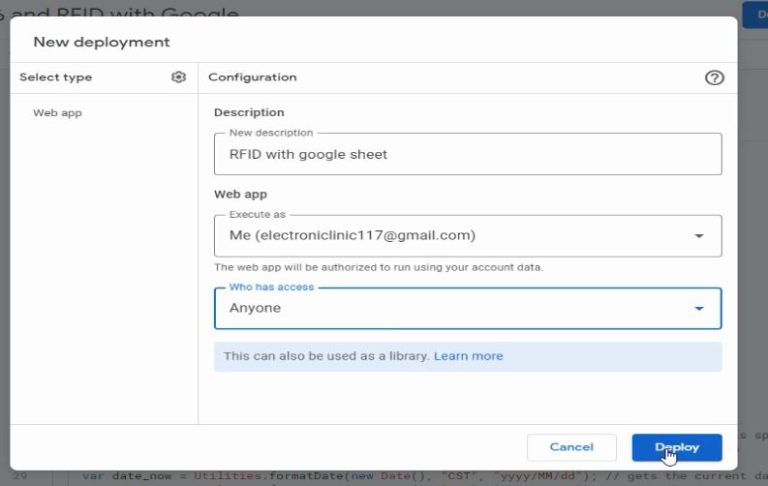 and RFID with Google
New deployment
Select type
Configuration
Web app
Description
New description
RFID with google sheet
Web app
Execute as
Me (electroniclinic117@gmail.com)
The web app will be authorized to run using your account data.
Who has access
Anyone
This can also be used as a library. Learn more
Cancel
Deploy
29 var date_now = Utilities.formatDate(new Date(), "CST", "yyyy/MM/dd"); // gets the current